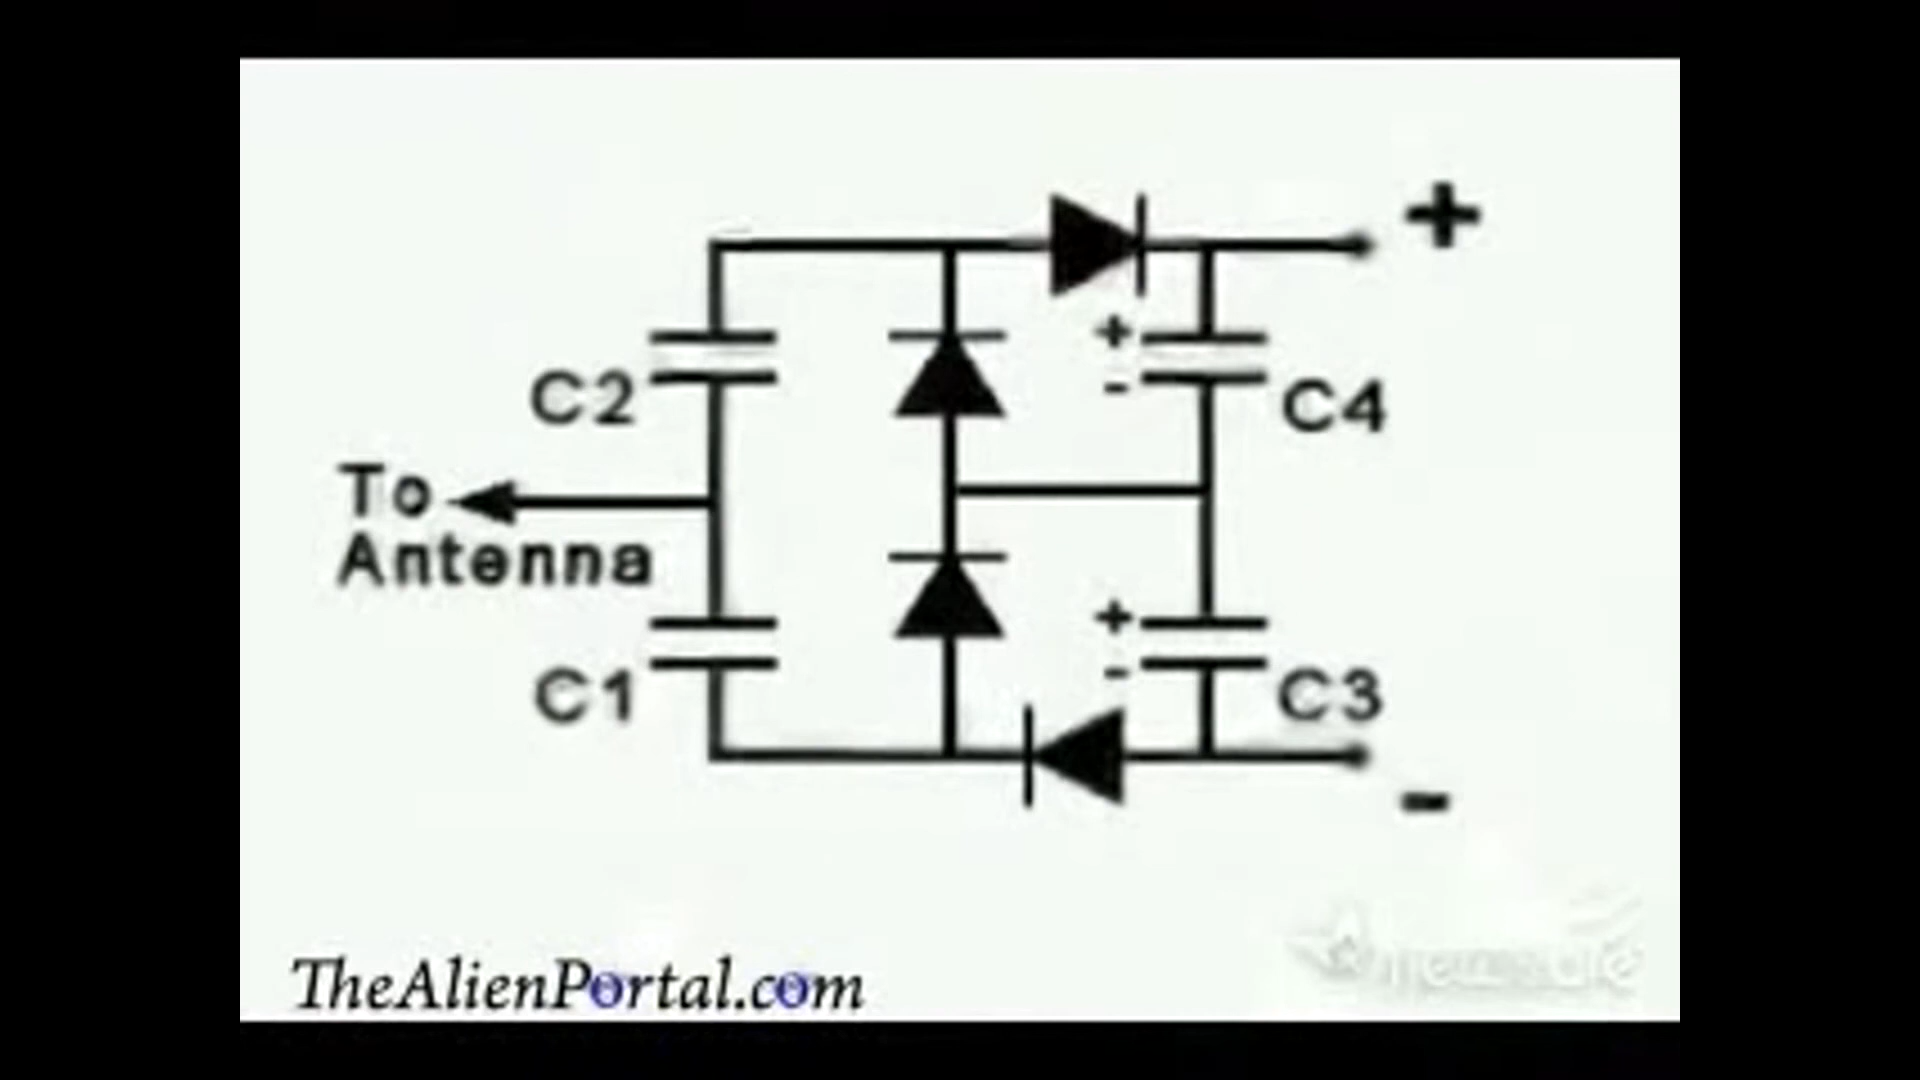 +
+
-
C2
C4
To
Antenna
+
-
C1
C3
-
TheAlienPortal.com